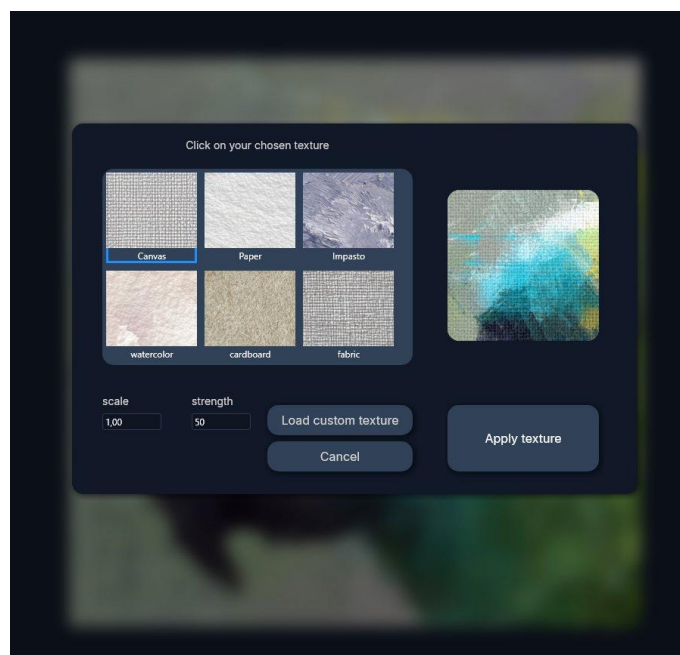 Click on your chosen texture
Canvas
Paper
Impasto
watercolor
cardboard
fabric
scale
strength
1,00
50
Load custom texture
Cancel
Apply texture